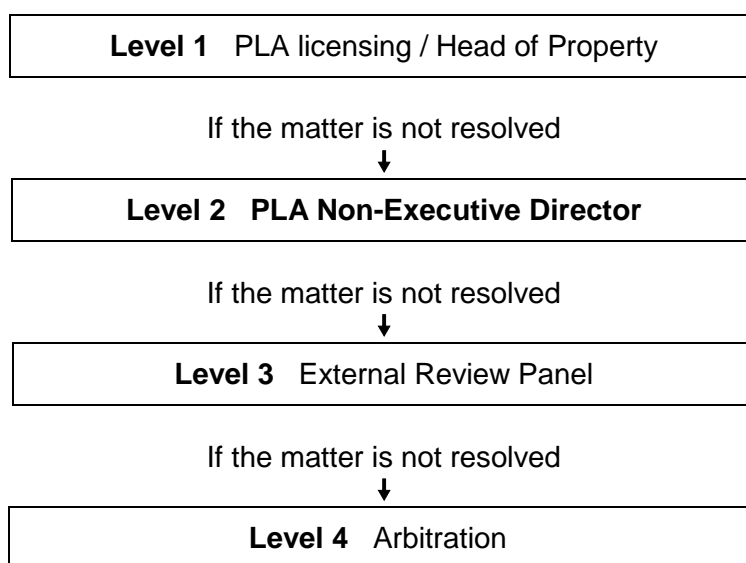 Level 1 PLA licensing / Head of Property
If the matter is not resolved
Level 2 PLA Non-Executive Director
If the matter is not resolved
Level 3 External Review Panel
If the matter is not resolved
Level 4 Arbitration